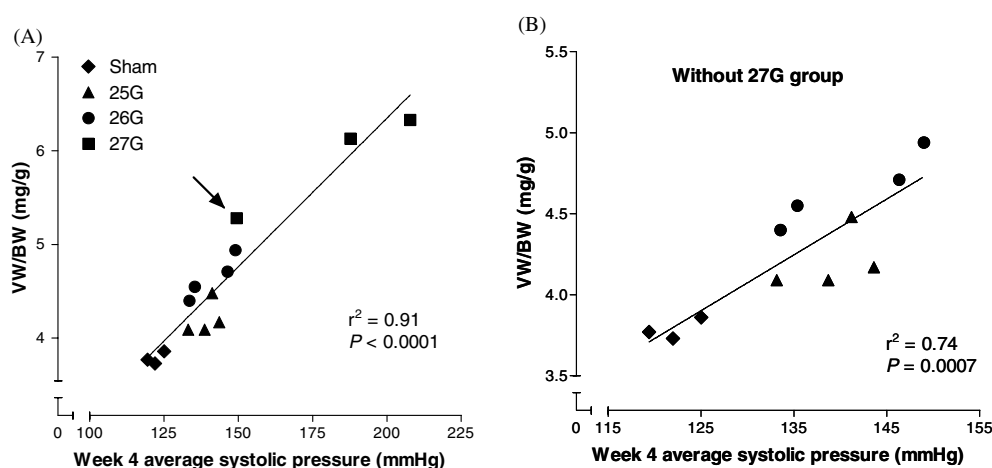 (A)
7
6
5
4
0
VW/BW (mg/g)
Sham
25G
26G
27G
r² = 0.91
P < 0.0001
0 100 125 150 175 200 225
Week 4 average systolic pressure (mmHg)
(B)
5.5
5.0
4.5
4.0
3.5
0
VW/BW (mg/g)
Without 27G group
r² = 0.74
P = 0.0007
0 115 125 135 145 155
Week 4 average systolic pressure (mmHg)